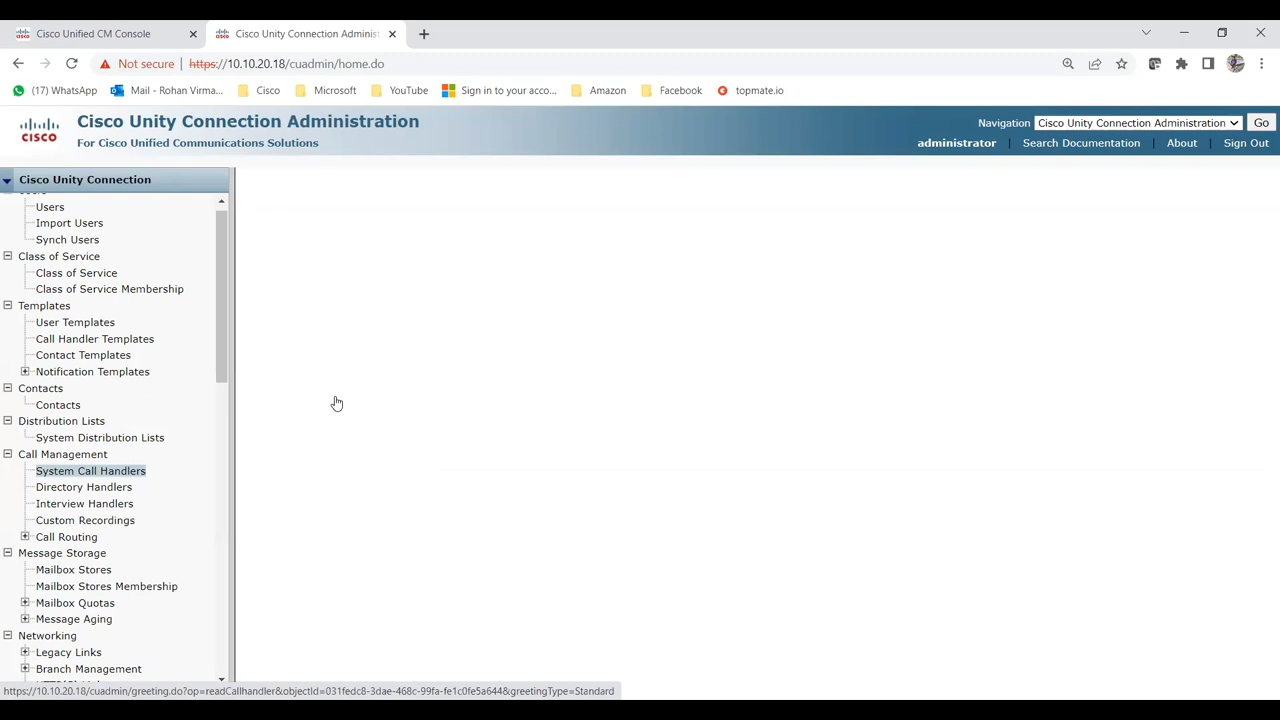 Cisco Unified CM Console
Cisco Unity Connection Administ
Not secure | https://10.10.20.18/cuadmin/home.do
(17) WhatsApp Mail - Rohan Virma... Cisco Microsoft YouTube Sign in to your acco... Amazon Facebook topmate.io
CISCO
Cisco Unity Connection Administration
For Cisco Unified Communications Solutions
Navigation Cisco Unity Connection Administration Go
administrator | Search Documentation | About | Sign Out
Cisco Unity Connection
Users
Users
Import Users
Synch Users
Class of Service
Class of Service
Class of Service Membership
Templates
User Templates
Call Handler Templates
Contact Templates
Notification Templates
Contacts
Contacts
Distribution Lists
System Distribution Lists
Call Management
System Call Handlers
Directory Handlers
Interview Handlers
Custom Recordings
Call Routing
Message Storage
Mailbox Stores
Mailbox Stores Membership
Mailbox Quotas
Message Aging
Networking
Legacy Links
Branch Management
https://10.10.20.18/cuadmin/greeting.do?op=readCallhandler&objectId=031fedc8-3dae-468c-99fa-fe1c0fe5a644&greetingType=Standard